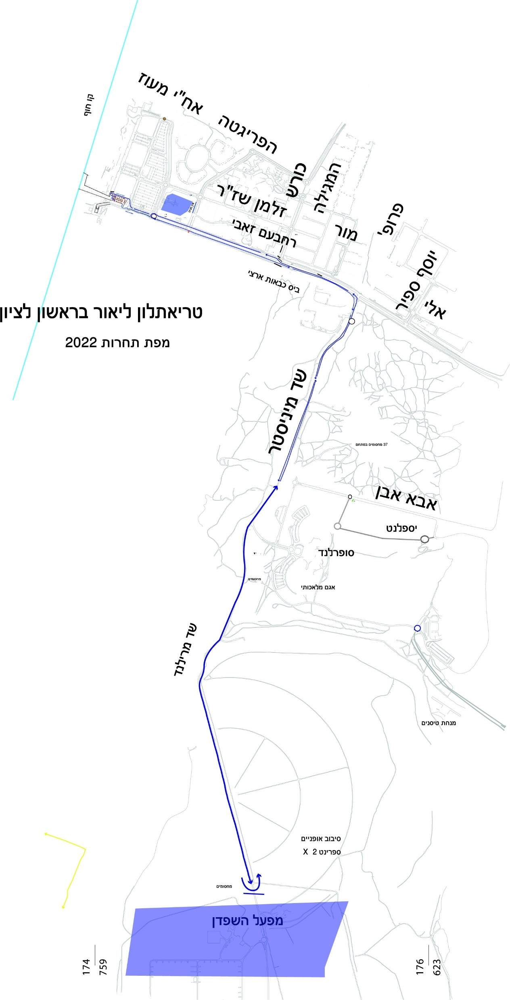 קו חוף
אח"י מעוז
הפריגטה
כורש
המגילה
זלמן שז"ר
רחבעם זאבי
מור
פרופ'
יוסף ספיר
אלי
ביס כבאות ארצי
טריאתלון ליאור בראשון לציון
מפת תחרות 2022
שד מיניסטר
37 מחסומים במתחם
אבא אבן
יספלנט
סופרלנד
מחסומים
אגם מלאכותי
שד מרילנד
מנחת טיסנים
סיבוב אופניים
ספרינט 2 X
מחסומים
מפעל השפדן
174
759
176
623